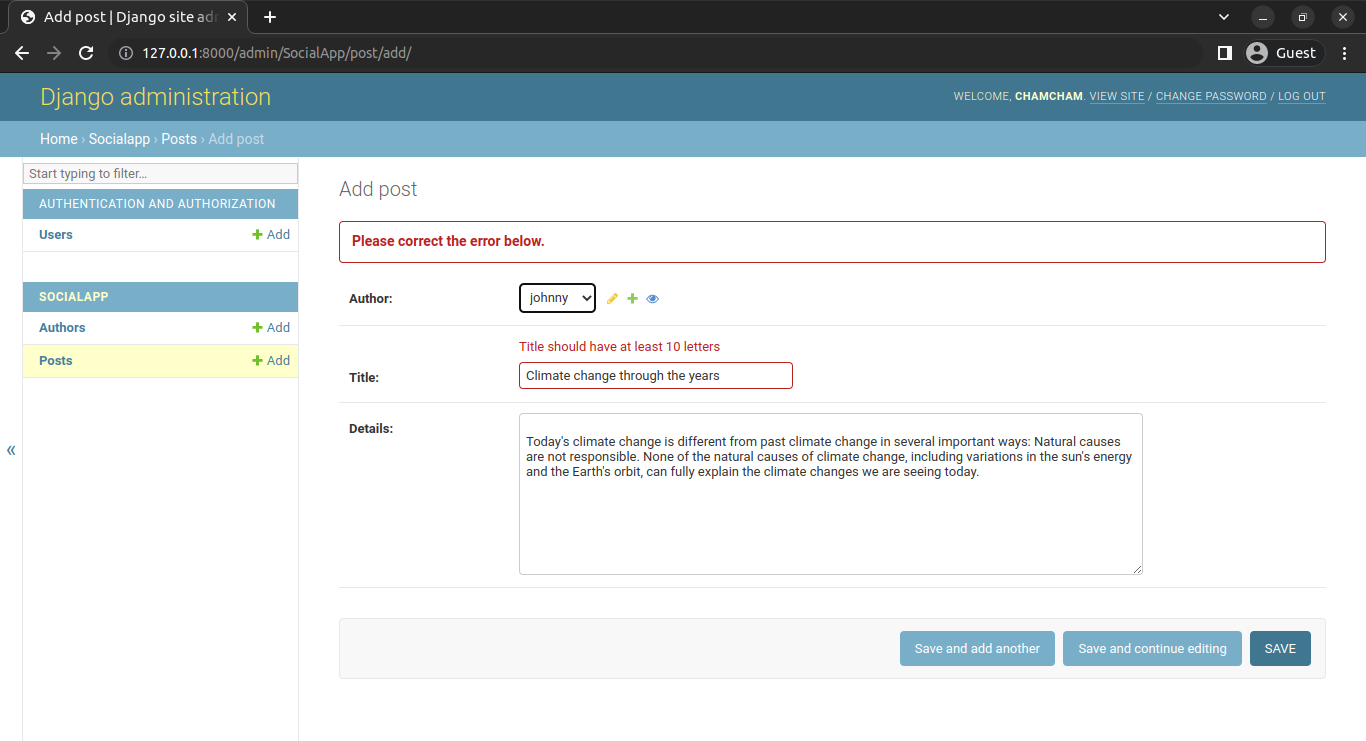 Add post | Django site adm
127.0.0.1:8000/admin/SocialApp/post/add/
Guest
Django administration
WELCOME, CHAMCHAM. VIEW SITE / CHANGE PASSWORD / LOG OUT
Home › Socialapp › Posts › Add post
Start typing to filter...
AUTHENTICATION AND AUTHORIZATION
Users
+ Add
SOCIALAPP
Authors
+ Add
Posts
+ Add
«
Add post
Please correct the error below.
Author:
johnny
Title should have at least 10 letters
Title:
Climate change through the years
Details:
Today's climate change is different from past climate change in several important ways: Natural causes
are not responsible. None of the natural causes of climate change, including variations in the sun's energy
and the Earth's orbit, can fully explain the climate changes we are seeing today.
Save and add another
Save and continue editing
SAVE